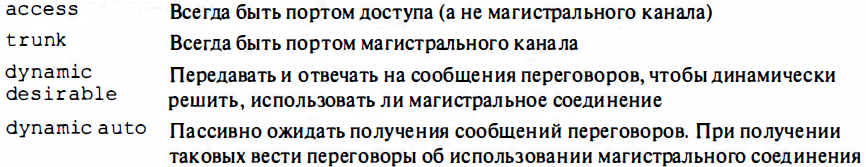 access Всегда быть портом доступа (а не магистрального канала)
trunk Всегда быть портом магистрального канала
dynamic Передавать и отвечать на сообщения переговоров, чтобы динамически
desirable решить, использовать ли магистральное соединение
dynamic auto Пассивно ожидать получения сообщений переговоров. При получении
таковых вести переговоры об использовании магистрального соединения